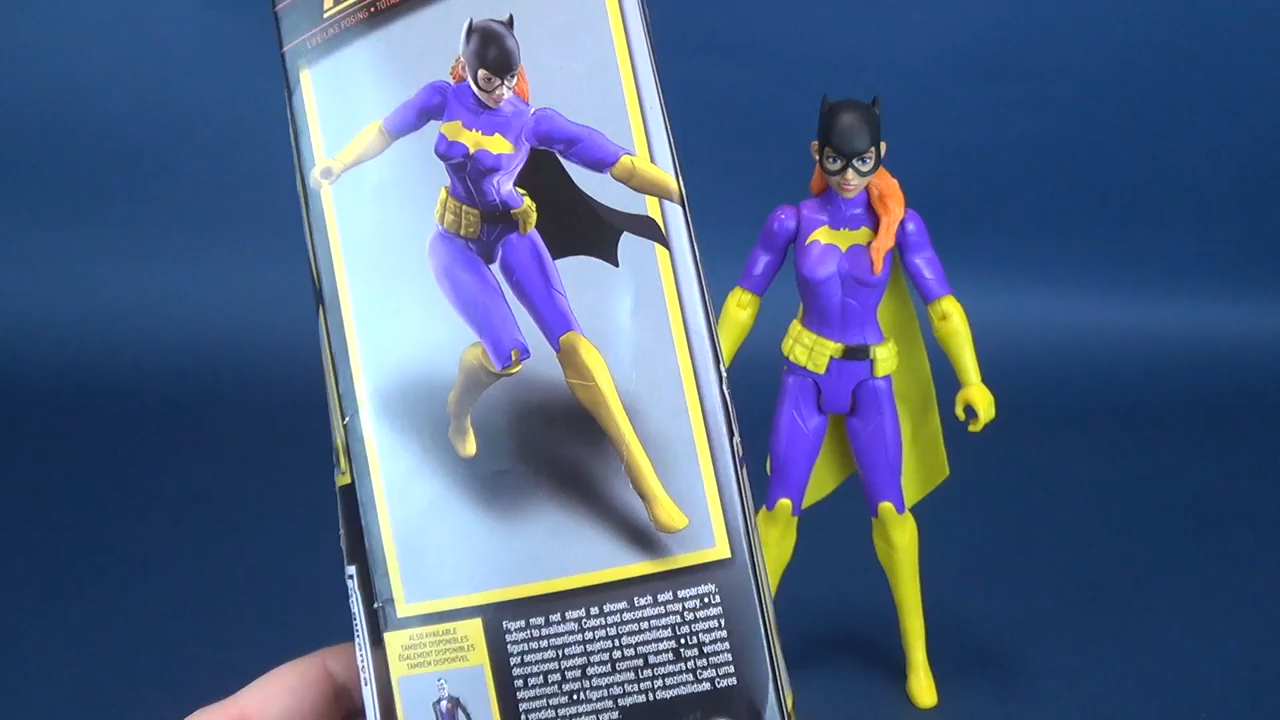 LIFE-LIKE POSING •
Figure may not stand as shown. Each sold separately,
subject to availability. Colors and decorations may vary. • La
figura no se mantiene de pie tal como se muestra. Se venden
por separado y están sujetos a disponibilidad. Los colores y
decoraciones pueden variar de los mostrados. • La figurine
ne peut pas tenir debout comme illustré. Tous vendus
séparément, selon la disponibilité. Les couleurs et les motifs
peuvent varier. • A figura não fica em pé sozinha. Cada uma
é vendida separadamente, sujeitas à disponibilidade. Cores
podem variar.
ALSO AVAILABLE
TAMBIÉN DISPONIBLES
ÉGALEMENT DISPONIBLES
TAMBÉM DISPONÍVEL